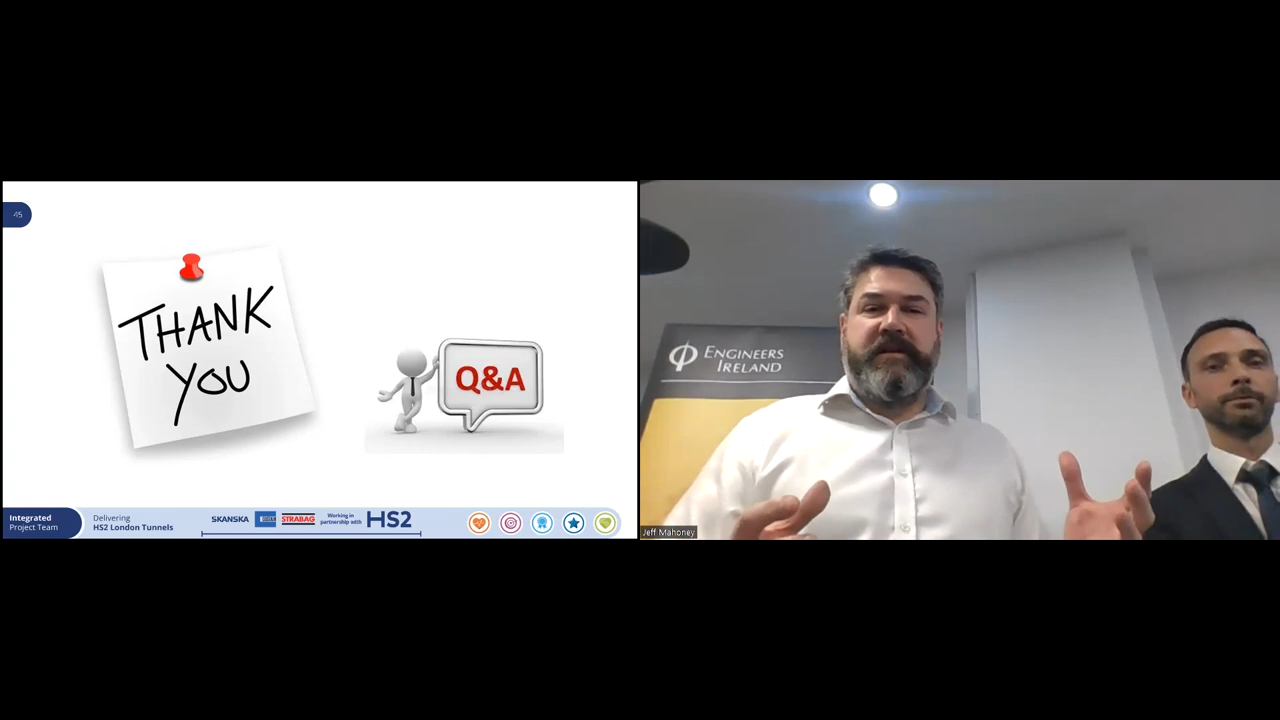 45
THANK
YOU
Q&A
Integrated
Project Team
Delivering
HS2 London Tunnels
SKANSKA
STRABAG
Working in
partnership with
HS2
ENGINEERS
IRELAND
Jeff Mahoney